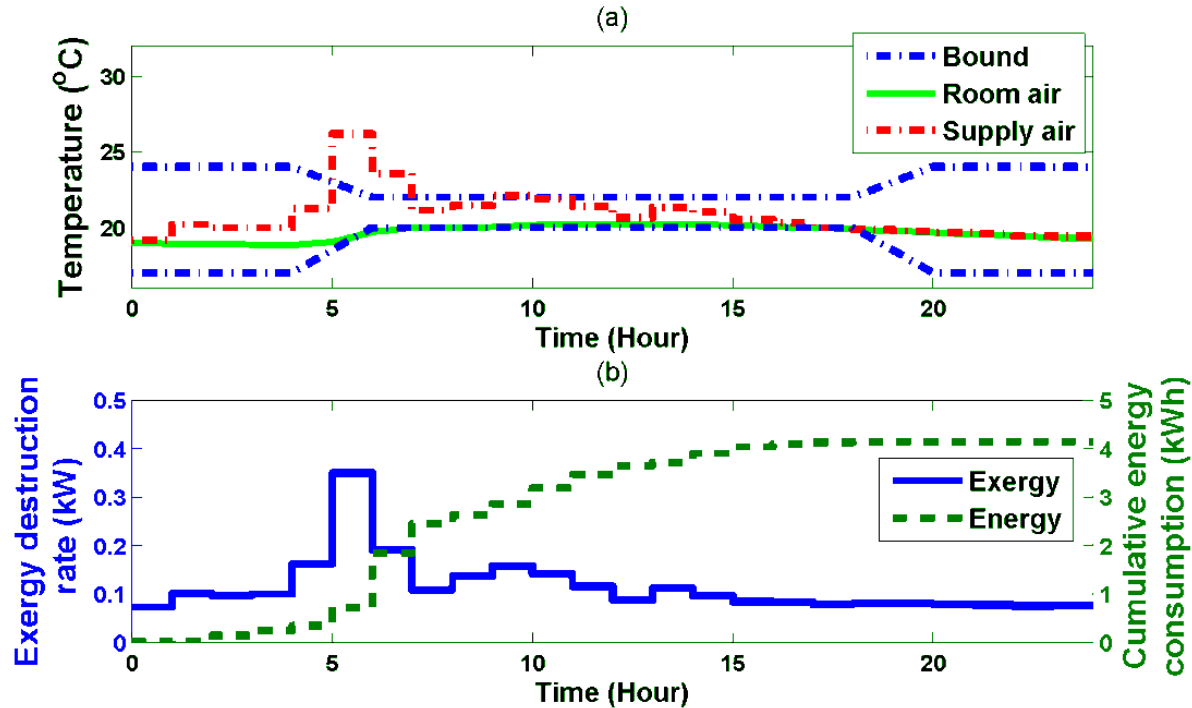 (a)
Temperature (°C)
30
25
20
Bound
Room air
Supply air
0
5
10
15
20
Time (Hour)
(b)
Exergy destruction
rate (kW)
0.5
0.4
0.3
0.2
0.1
0
Exergy
Energy
5
4
3
2
1
0
Cumulative energy
consumption (kWh)
0
5
10
15
20
Time (Hour)